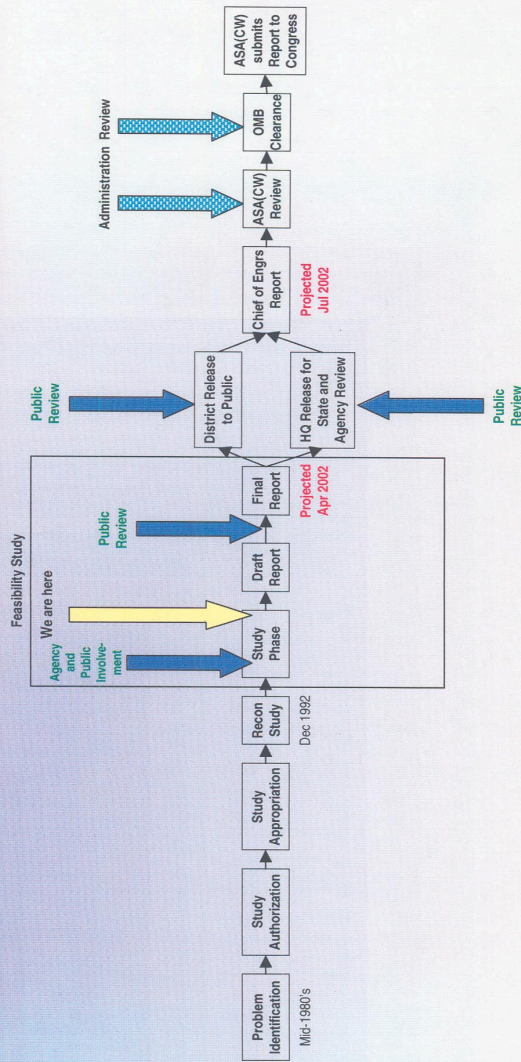 Feasibility Study
Problem
Identification
Mid-1980's
Study
Authorization
Study
Appropriation
Recon
Study
Dec 1992
Agency
and
Public
Involve-
ment
We are here
Study
Phase
Draft
Report
Public
Review
Final
Report
Projected
Apr 2002
Public
Review
District Release
to Public
HQ Release for
State and
Agency Review
Public
Review
Chief of Engrs
Report
Projected
Jul 2002
Administration Review
ASA(CW)
Review
OMB
Clearance
ASA(CW)
submits
Report to
Congress